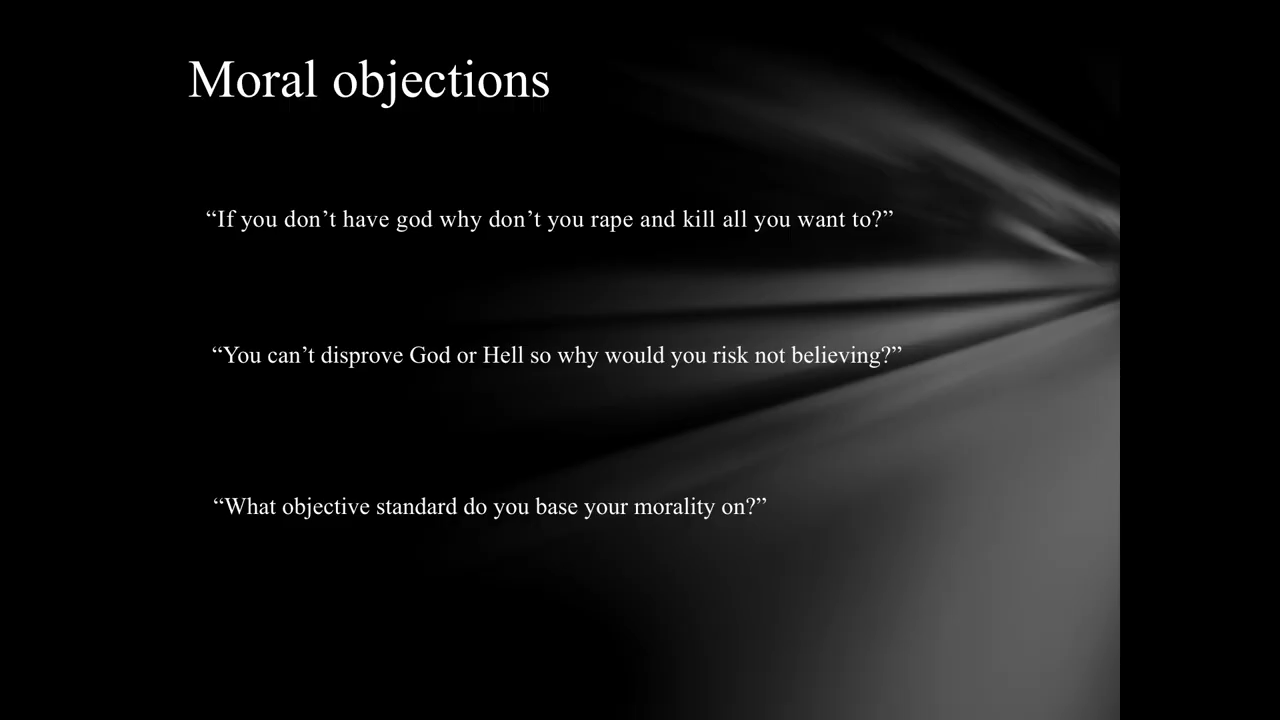 Moral objections
“If you don’t have god why don’t you rape and kill all you want to?”
“You can’t disprove God or Hell so why would you risk not believing?”
“What objective standard do you base your morality on?”